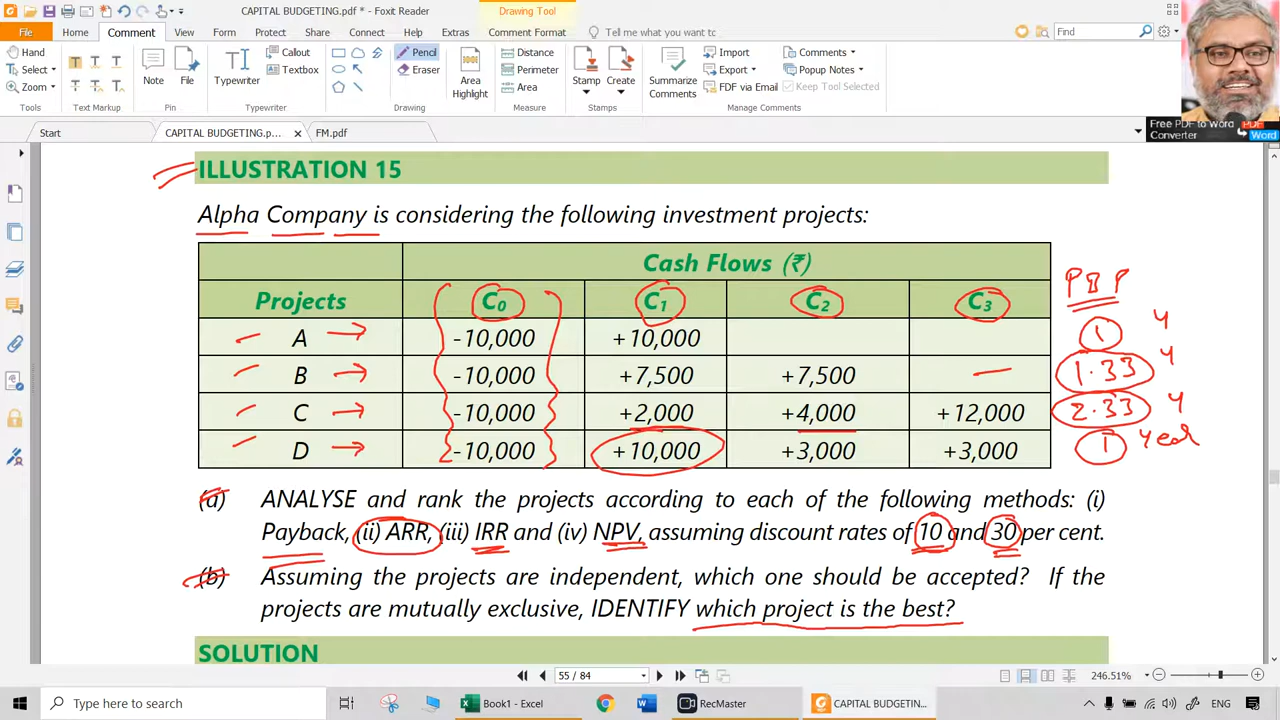 CAPITAL BUDGETING.pdf * - Foxit Reader
Drawing Tool
File Home Comment View Form Protect Share Connect Help Extras Comment Format Tell me what you want to Find
Hand
Select
Zoom
Tools
Text Markup
Note
File
Pin
Typewriter
Callout
Textbox
Typewriter
Pencil
Eraser
Drawing
Area Highlight
Distance
Perimeter
Area
Measure
Stamp
Create
Stamps
Summarize Comments
Import
Export
FDF via Email
Comments
Popup Notes
Keep Tool Selected
Manage Comments
Free PDF to Word Converter
PDF
Word
Start CAPITAL BUDGETING.p... FM.pdf
ILLUSTRATION 15
Alpha Company is considering the following investment projects:
Cash Flows (₹)
Projects C0 C1 C2 C3 PBP
A -10,000 +10,000 1 Y
B -10,000 +7,500 +7,500 — 1.33 Y
C -10,000 +2,000 +4,000 +12,000 2.33 Y
D -10,000 +10,000 +3,000 +3,000 1 Year
(a) ANALYSE and rank the projects according to each of the following methods: (i)
Payback, (ii) ARR, (iii) IRR and (iv) NPV, assuming discount rates of 10 and 30 per cent.
(b) Assuming the projects are independent, which one should be accepted? If the
projects are mutually exclusive, IDENTIFY which project is the best?
SOLUTION
55 / 84 246.51%
Type here to search Book1 - Excel RecMaster CAPITAL BUDGETIN... ENG